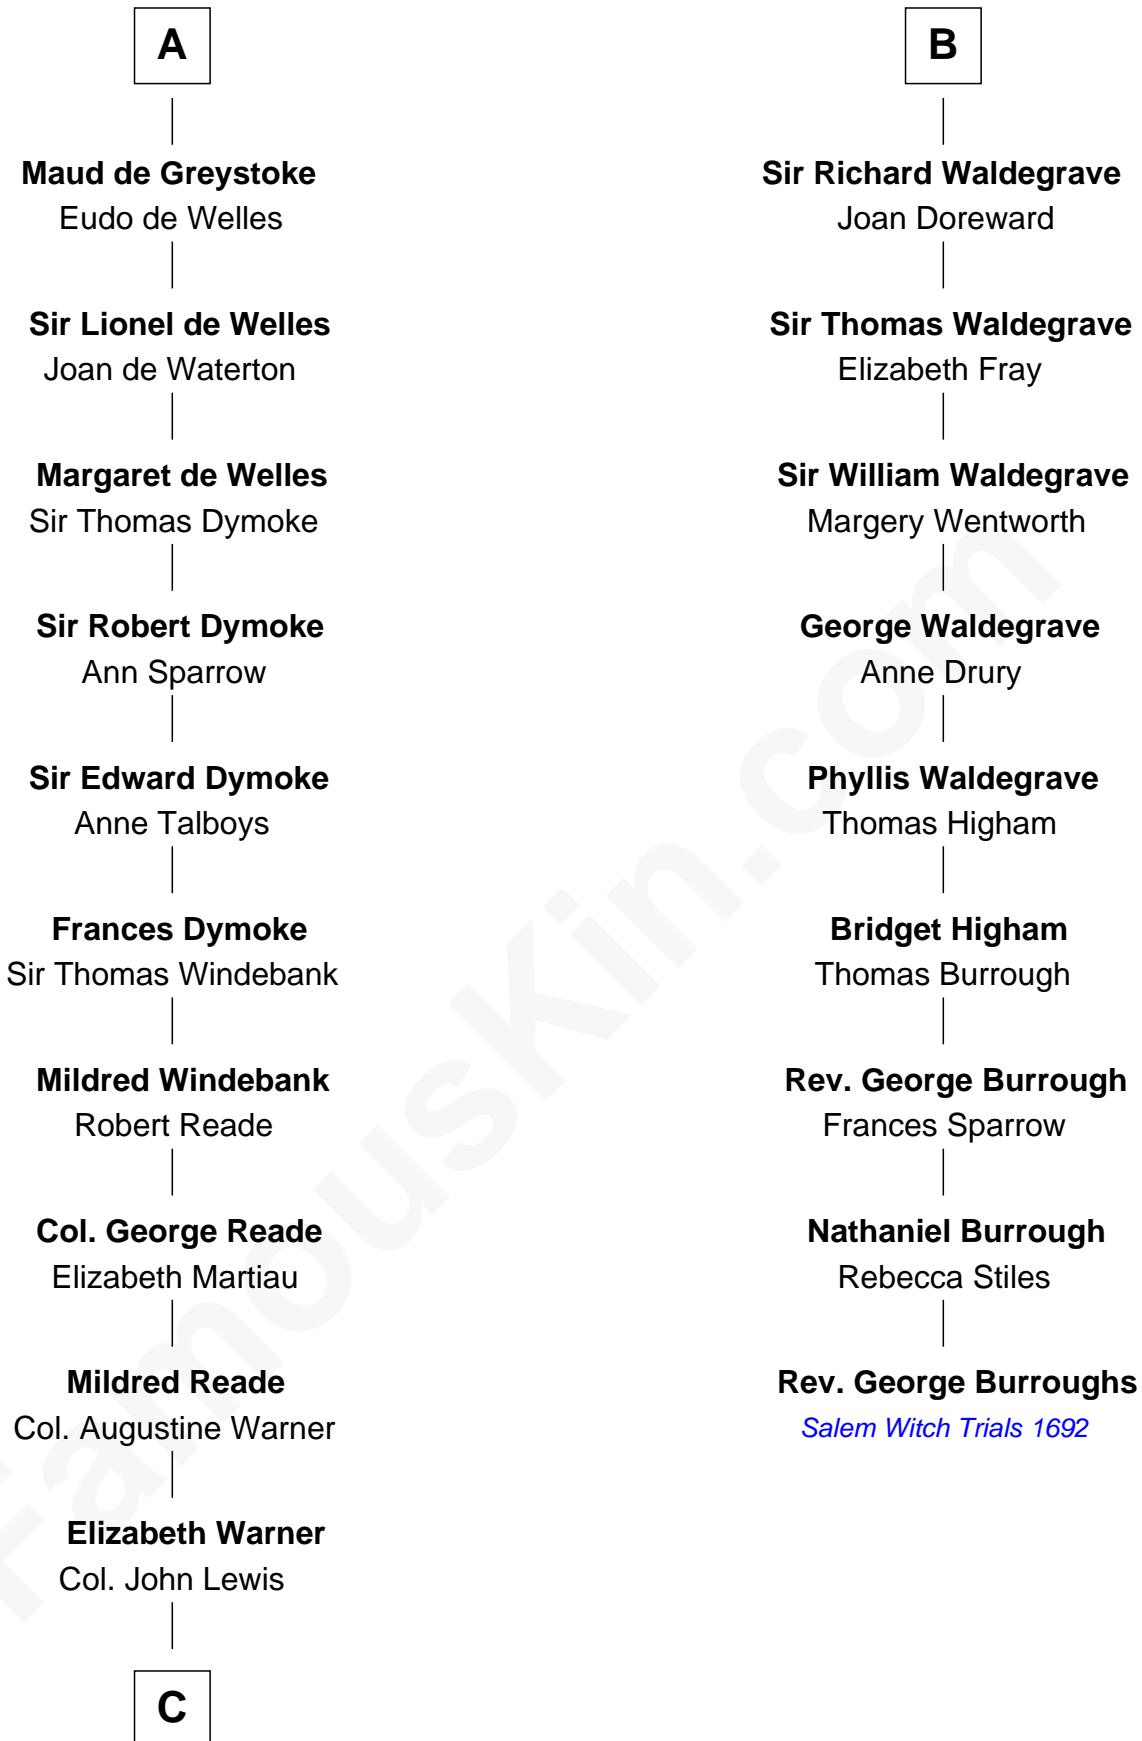 A
Maud de Greystoke
Eudo de Welles
Sir Lionel de Welles
Joan de Waterton
Margaret de Welles
Sir Thomas Dymoke
Sir Robert Dymoke
Ann Sparrow
Sir Edward Dymoke
Anne Talboys
Frances Dymoke
Sir Thomas Windebank
Mildred Windebank
Robert Reade
Col. George Reade
Elizabeth Martiau
Mildred Reade
Col. Augustine Warner
Elizabeth Warner
Col. John Lewis
C
B
Sir Richard Waldegrave
Joan Doreward
Sir Thomas Waldegrave
Elizabeth Fray
Sir William Waldegrave
Margery Wentworth
George Waldegrave
Anne Drury
Phyllis Waldegrave
Thomas Higham
Bridget Higham
Thomas Burrough
Rev. George Burrough
Frances Sparrow
Nathaniel Burrough
Rebecca Stiles
Rev. George Burroughs
Salem Witch Trials 1692
FamousKin.com